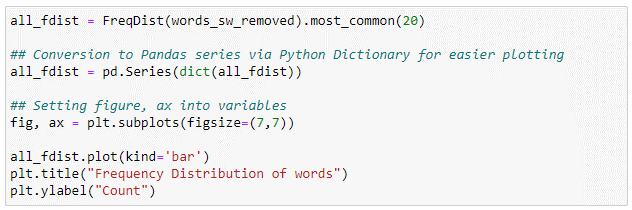 all_fdist = FreqDist(words_sw_removed).most_common(20)
## Conversion to Pandas series via Python Dictionary for easier plotting
all_fdist = pd.Series(dict(all_fdist))
## Setting figure, ax into variables
fig, ax = plt.subplots(figsize=(7,7))
all_fdist.plot(kind='bar')
plt.title("Frequency Distribution of words")
plt.ylabel("Count")